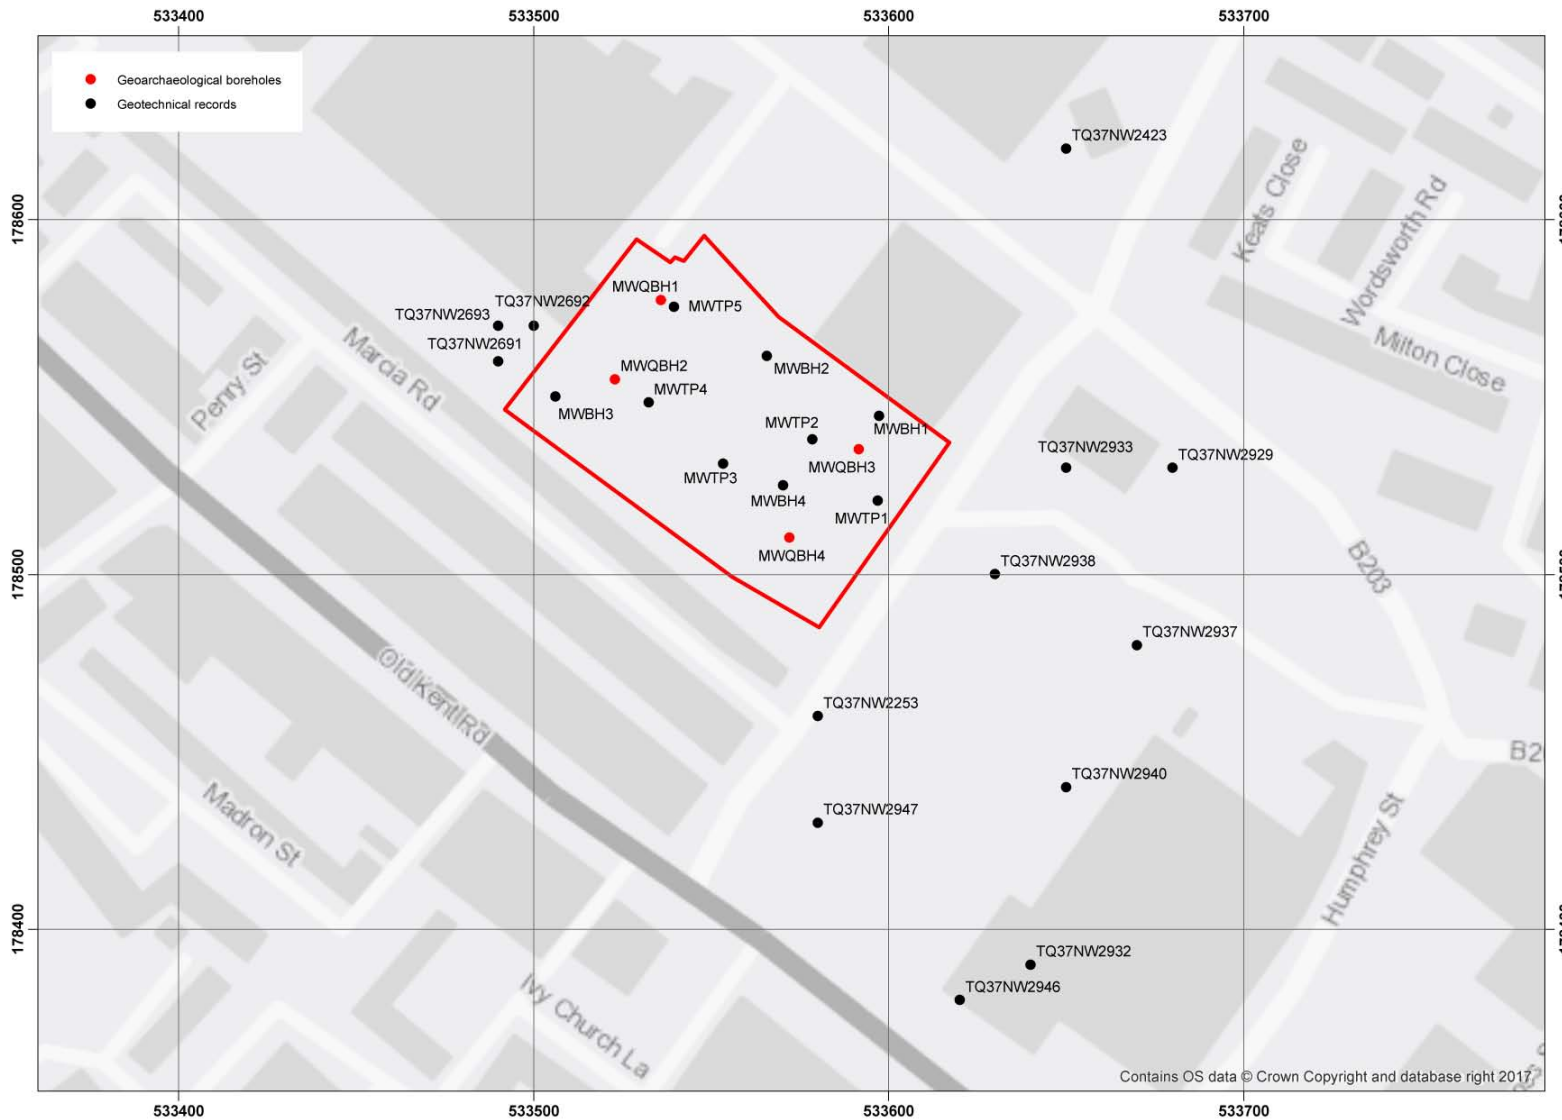 533400
533500
533600
533700
Geoarchaeological boreholes
Geotechnical records
TQ37NW2423
Keats Close
Wordsworth Rd
178600
MWQBH1
TQ37NW2692
MWTP5
TQ37NW2693
TQ37NW2691
Marcia Rd
Milton Close
Penry St
MWQBH2
MWTP4
MWBH2
MWBH3
MWTP2
MWBH1
TQ37NW2933
TQ37NW2929
MWQBH3
MWTP3
MWBH4
MWTP1
MWQBH4
TQ37NW2938
B203
178500
TQ37NW2937
Old Kent Rd
TQ37NW2253
TQ37NW2940
TQ37NW2947
Madron St
Humphrey St
178400
TQ37NW2932
TQ37NW2946
Ivy Church La
Contains OS data © Crown Copyright and database right 2017
533400
533500
533600
533700